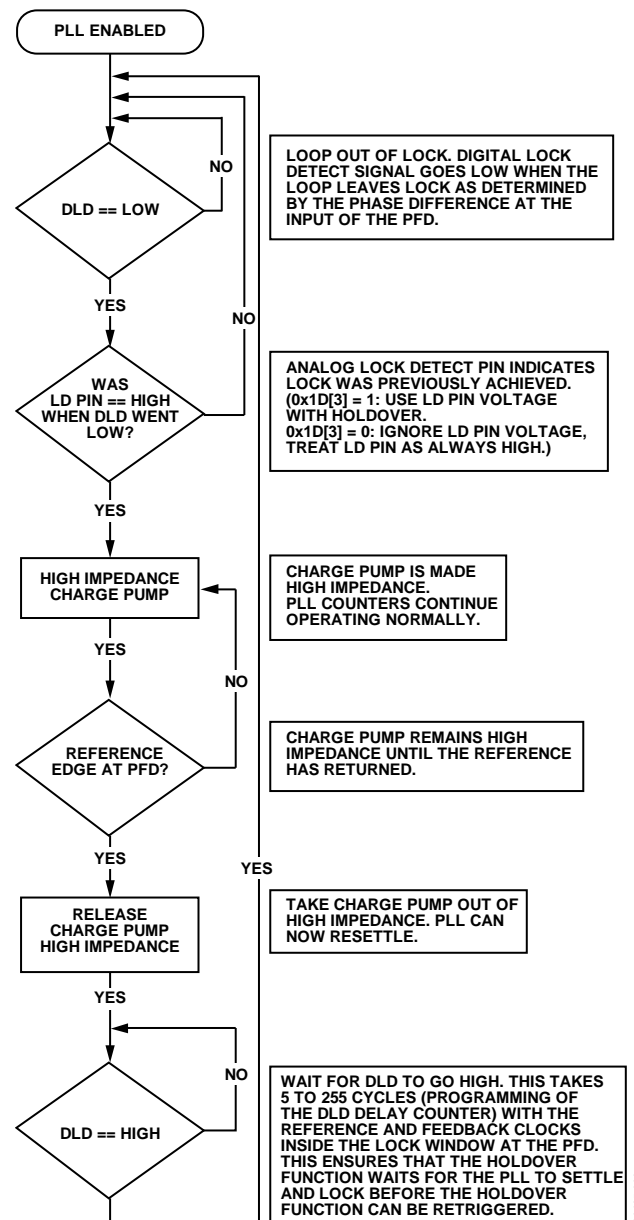 PLL ENABLED
NO
DLD == LOW
LOOP OUT OF LOCK. DIGITAL LOCK
DETECT SIGNAL GOES LOW WHEN THE
LOOP LEAVES LOCK AS DETERMINED
BY THE PHASE DIFFERENCE AT THE
INPUT OF THE PFD.
YES
NO
WAS
LD PIN == HIGH
WHEN DLD WENT
LOW?
ANALOG LOCK DETECT PIN INDICATES
LOCK WAS PREVIOUSLY ACHIEVED.
(0x1D[3] = 1: USE LD PIN VOLTAGE
WITH HOLDOVER.
0x1D[3] = 0: IGNORE LD PIN VOLTAGE,
TREAT LD PIN AS ALWAYS HIGH.)
YES
HIGH IMPEDANCE
CHARGE PUMP
CHARGE PUMP IS MADE
HIGH IMPEDANCE.
PLL COUNTERS CONTINUE
OPERATING NORMALLY.
YES
NO
REFERENCE
EDGE AT PFD?
CHARGE PUMP REMAINS HIGH
IMPEDANCE UNTIL THE REFERENCE
HAS RETURNED.
YES
YES
RELEASE
CHARGE PUMP
HIGH IMPEDANCE
TAKE CHARGE PUMP OUT OF
HIGH IMPEDANCE. PLL CAN
NOW RESETTLE.
YES
NO
DLD == HIGH
WAIT FOR DLD TO GO HIGH. THIS TAKES
5 TO 255 CYCLES (PROGRAMMING OF
THE DLD DELAY COUNTER) WITH THE
REFERENCE AND FEEDBACK CLOCKS
INSIDE THE LOCK WINDOW AT THE PFD.
THIS ENSURES THAT THE HOLDOVER
FUNCTION WAITS FOR THE PLL TO SETTLE
AND LOCK BEFORE THE HOLDOVER
FUNCTION CAN BE RETRIGGERED.